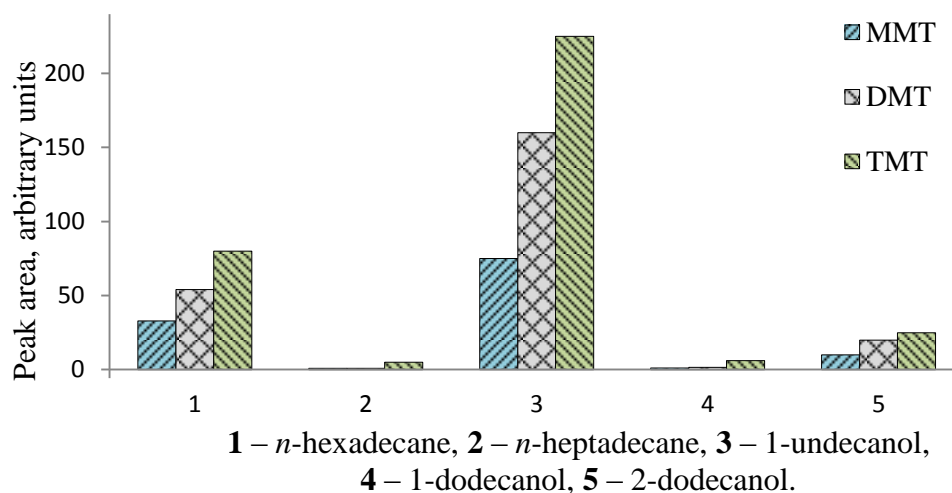 Peak area, arbitrary units
200
150
100
50
0
MMT
DMT
TMT
1 2 3 4 5
1 – n-hexadecane, 2 – n-heptadecane, 3 – 1-undecanol,
4 – 1-dodecanol, 5 – 2-dodecanol.